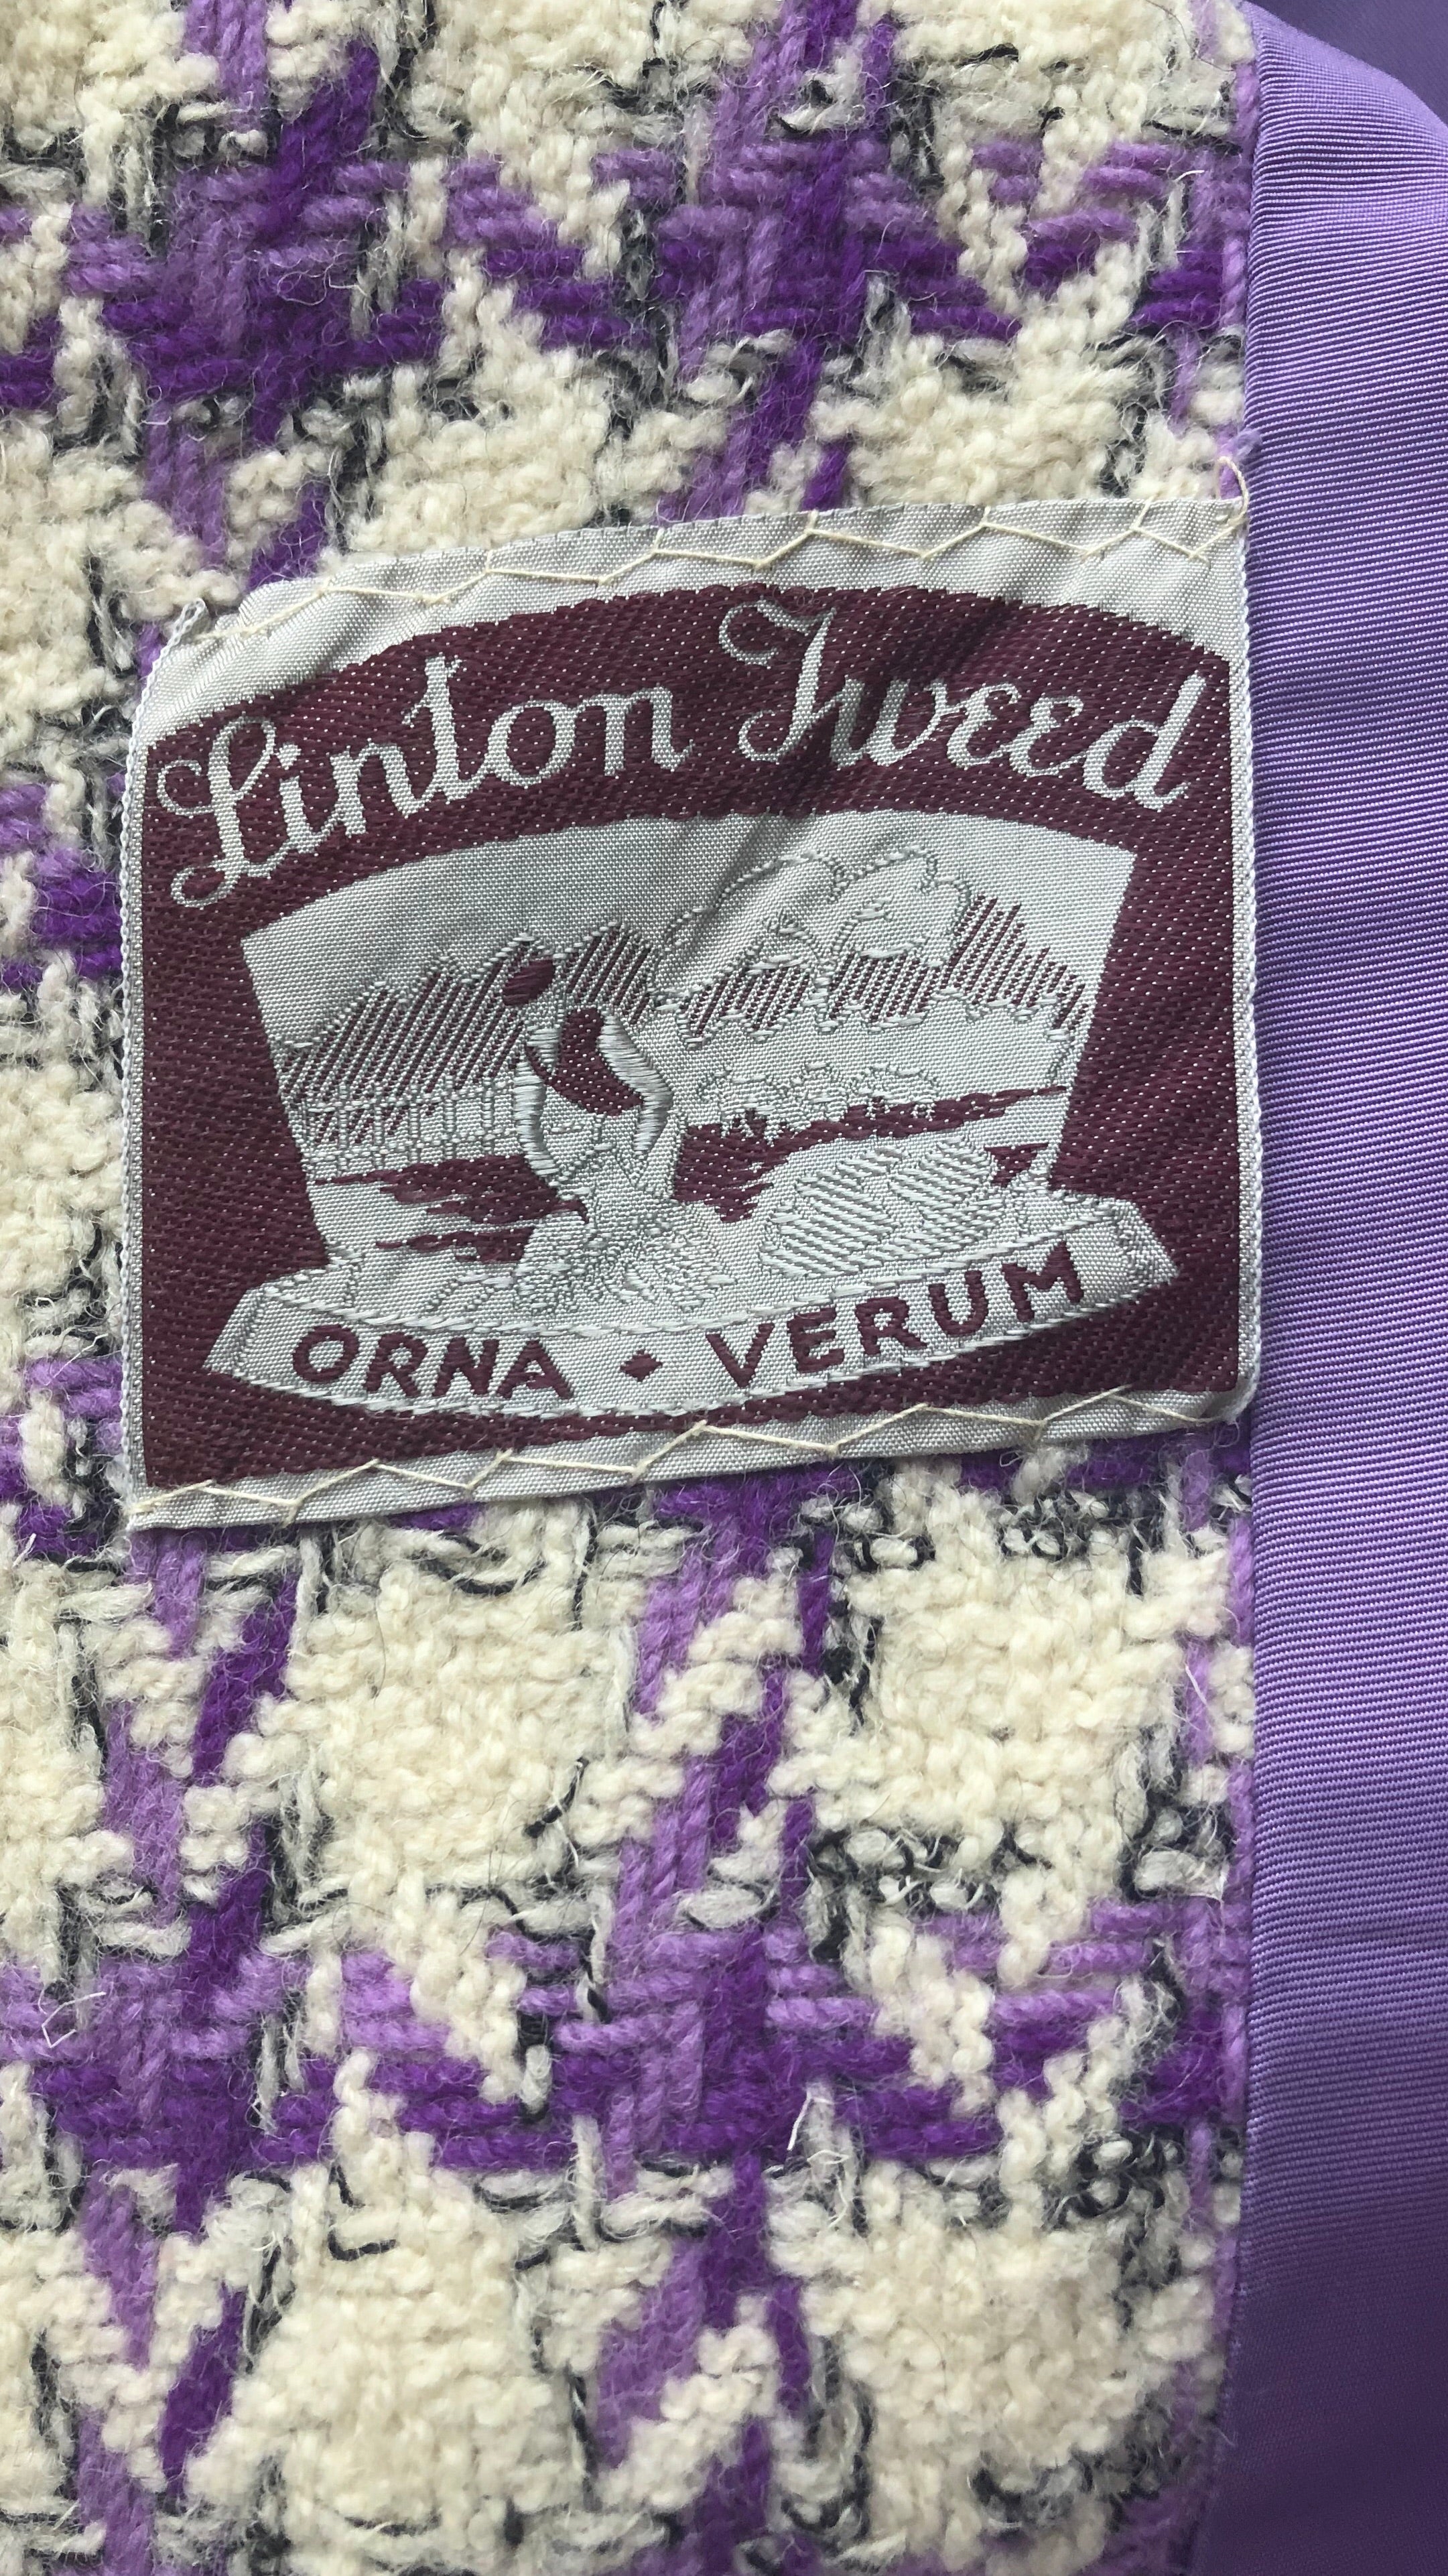 Linton Tweed
ORNA • VERUM